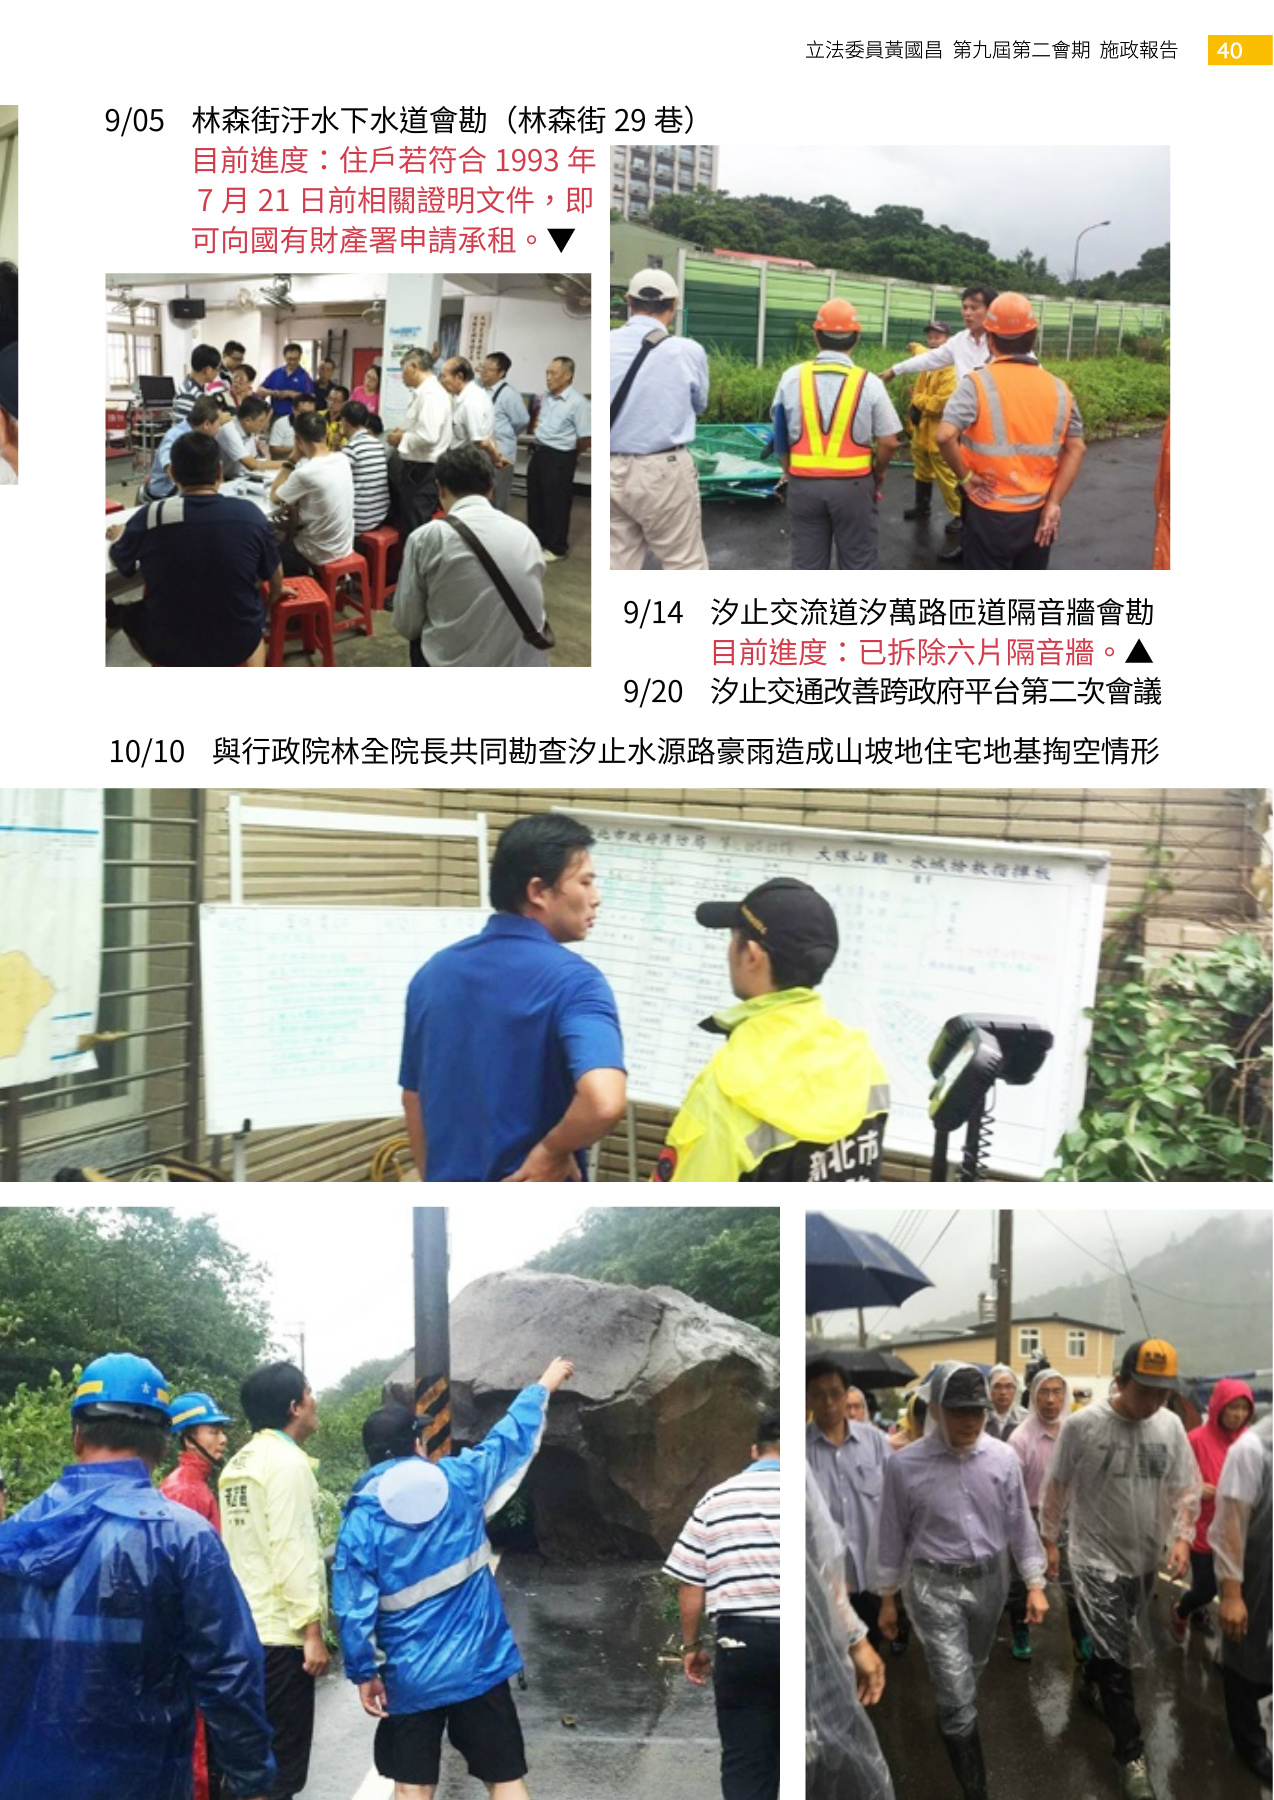 立法委員黃國昌 第九屆第二會期 施政報告 40
9/05 林森街汙水下水道會勘（林森街 29 巷）
目前進度：住戶若符合 1993 年
7 月 21 日前相關證明文件，即
可向國有財產署申請承租。▼
9/14 汐止交流道汐萬路匝道隔音牆會勘
目前進度：已拆除六片隔音牆。▲
9/20 汐止交通改善跨政府平台第二次會議
10/10 與行政院林全院長共同勘查汐止水源路豪雨造成山坡地住宅地基掏空情形
北市政府消防局
新北市